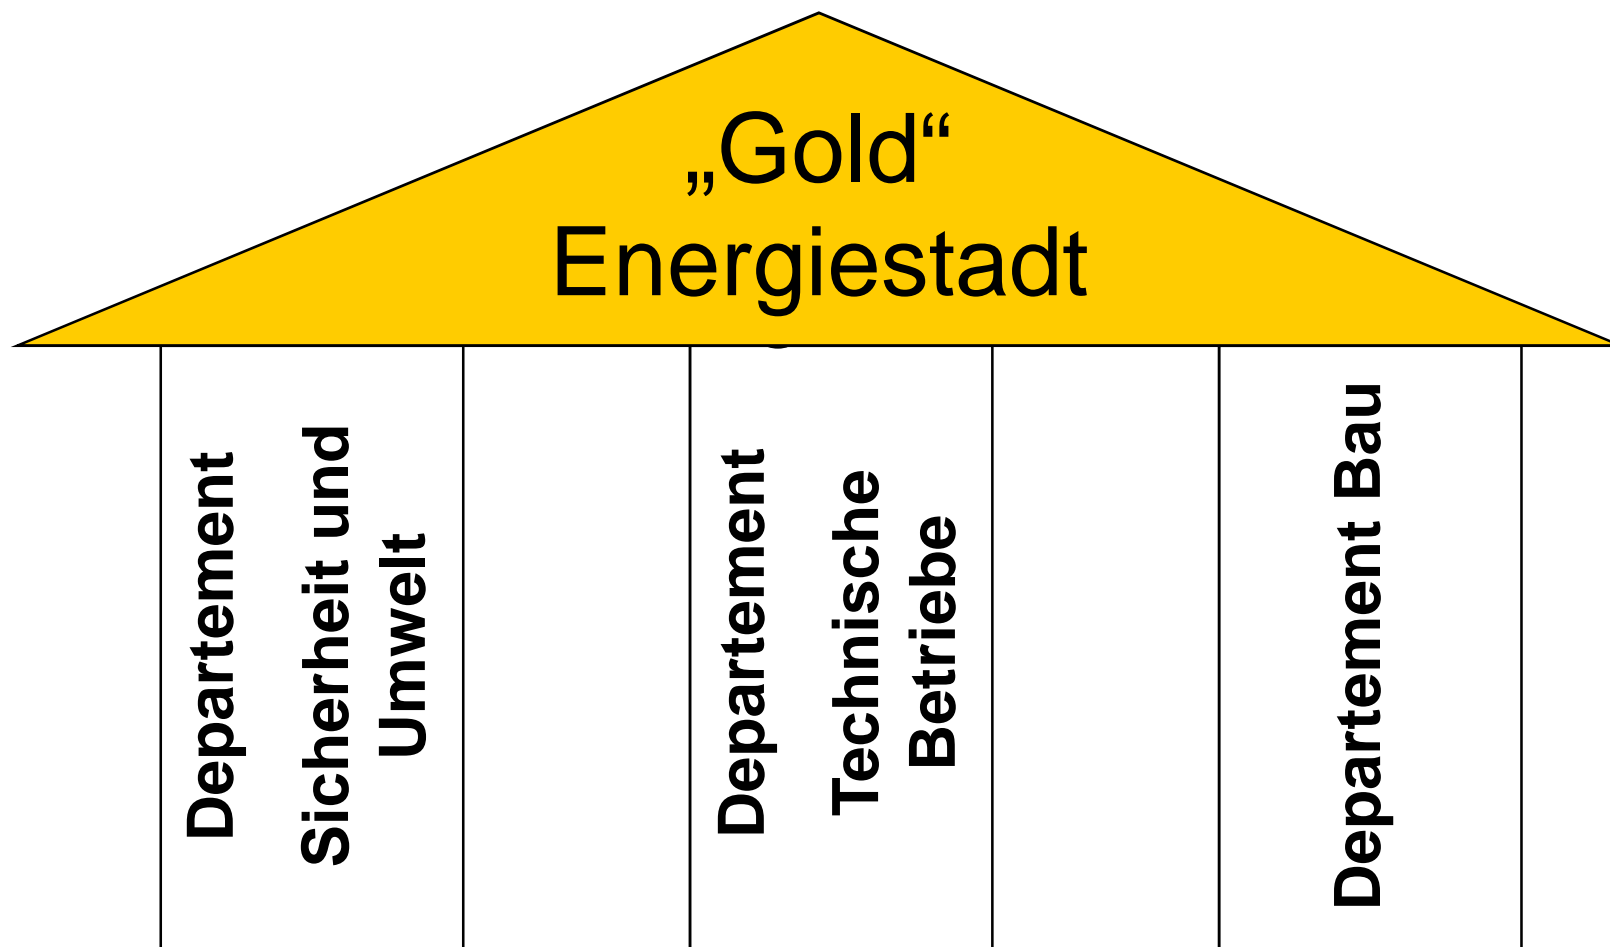 „Gold“
Energiestadt
Departement
Sicherheit und
Umwelt
Departement
Technische
Betriebe
Departement Bau